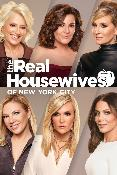 the
Real
Housewives
OF NEW YORK CITY